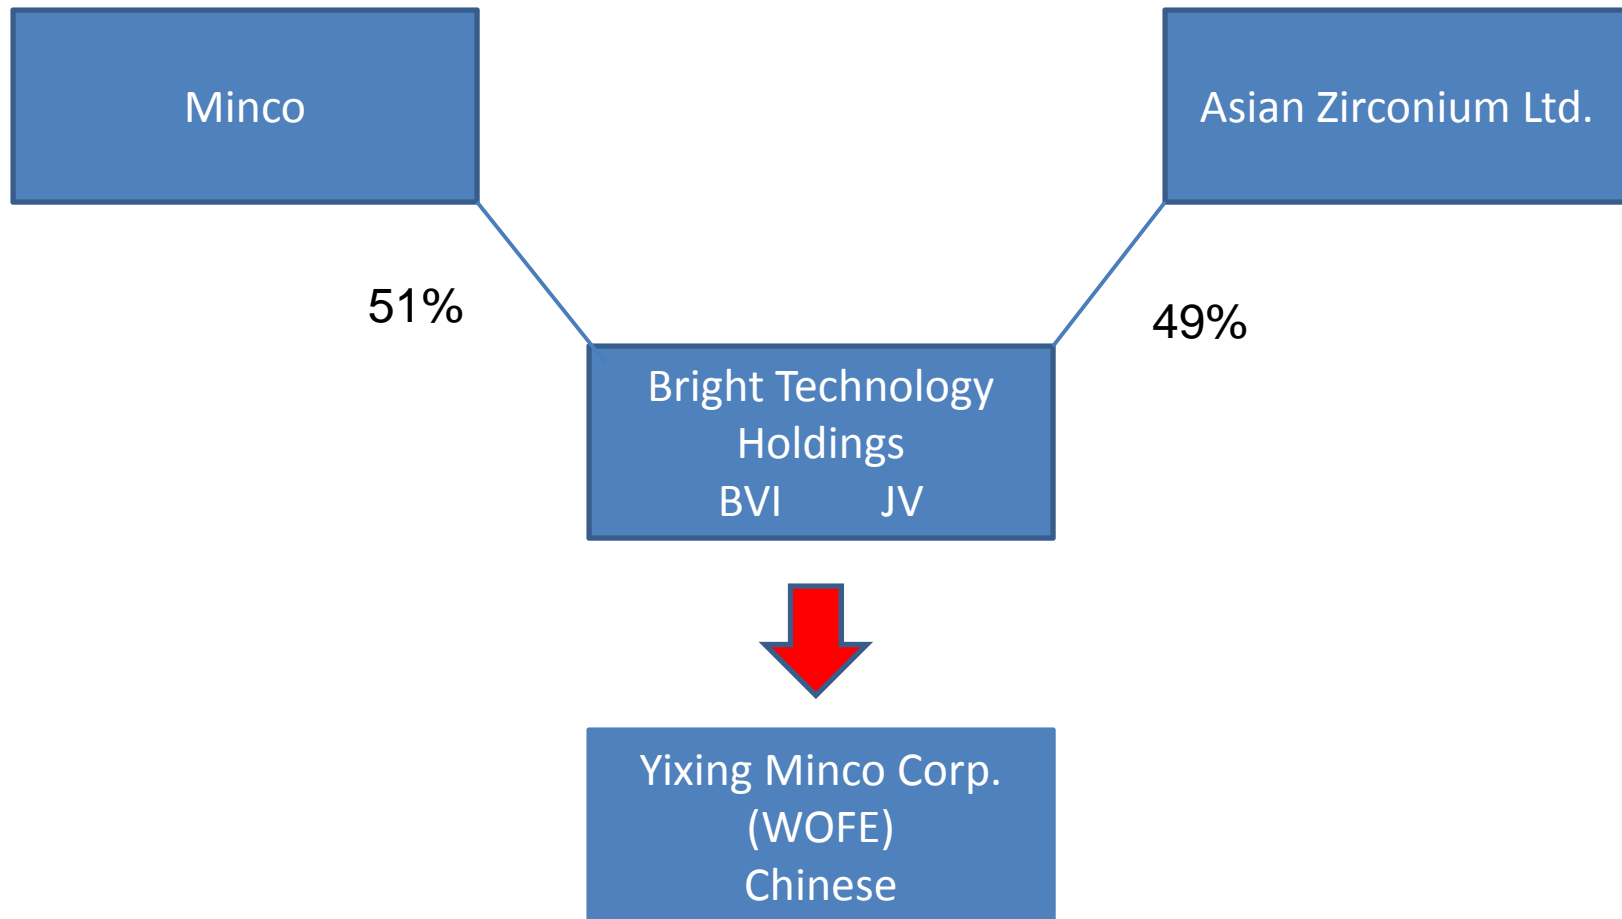 Minco
Asian Zirconium Ltd.
51%
49%
Bright Technology
Holdings
BVI JV
Yixing Minco Corp.
(WOFE)
Chinese